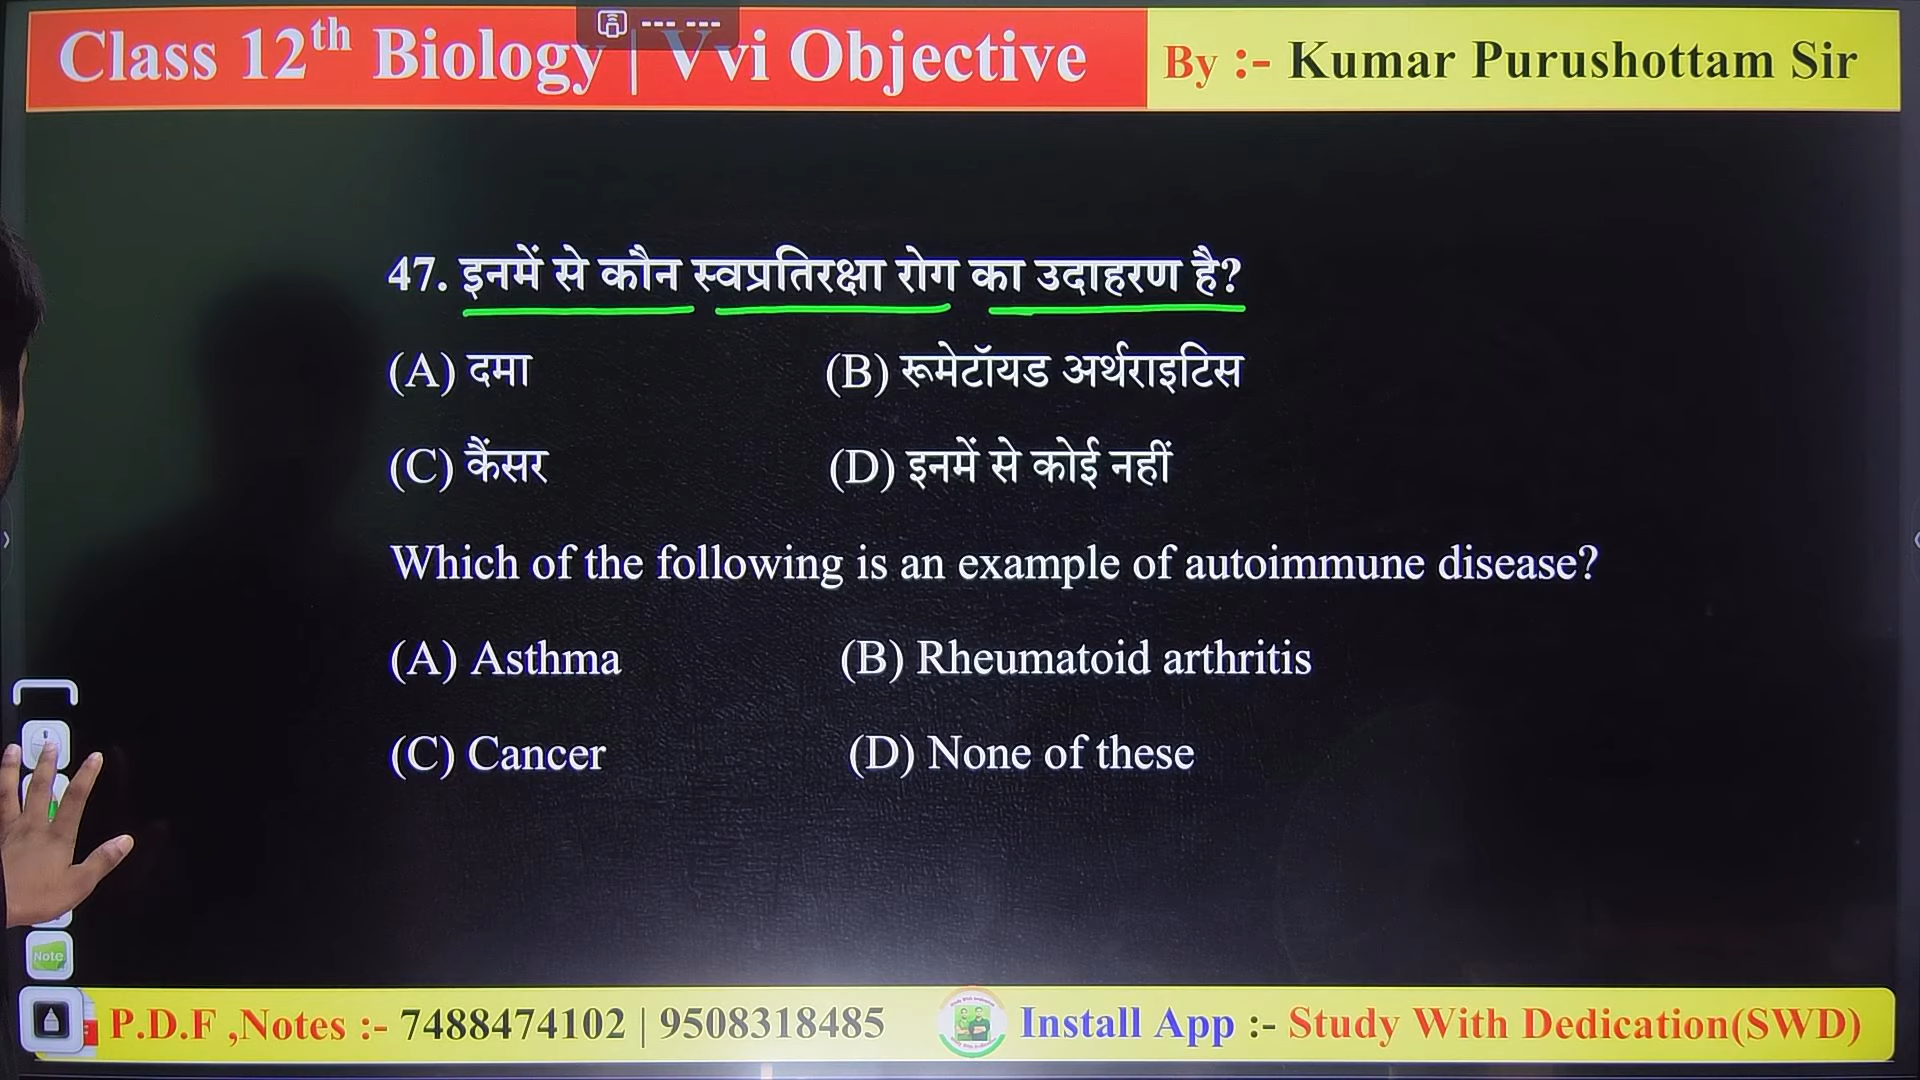 Class 12th Biology | Vvi Objective By :- Kumar Purushottam Sir
47. इनमें से कौन स्वप्रतिरक्षा रोग का उदाहरण है?
(A) दमा (B) रूमेटॉयड अर्थराइटिस
(C) कैंसर (D) इनमें से कोई नहीं
Which of the following is an example of autoimmune disease?
(A) Asthma (B) Rheumatoid arthritis
(C) Cancer (D) None of these
Note
P.D.F ,Notes :- 7488474102 | 9508318485 Install App :- Study With Dedication(SWD)